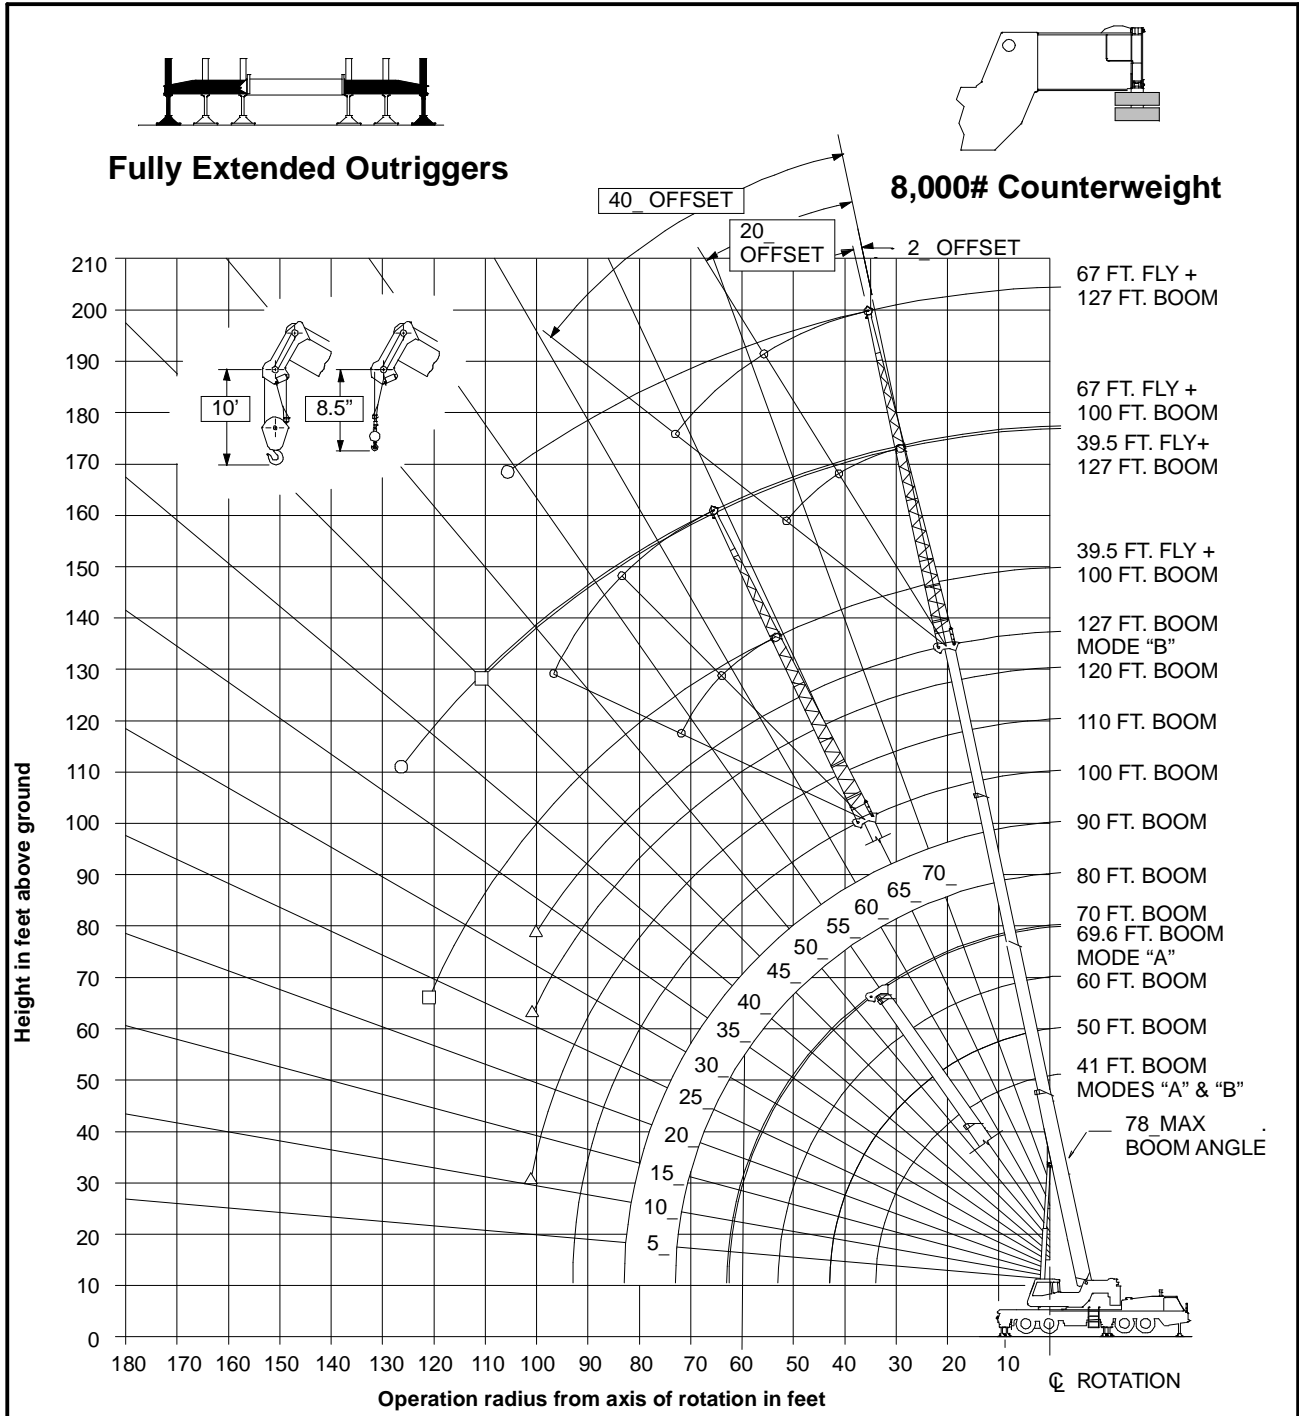 Fully Extended Outriggers
8,000# Counterweight
40_ OFFSET
20_
OFFSET
2_ OFFSET
10’
8.5”
210
200
190
180
170
160
150
140
130
120
110
100
90
80
70
60
50
40
30
20
10
0
Height in feet above ground
67 FT. FLY +
127 FT. BOOM
67 FT. FLY +
100 FT. BOOM
39.5 FT. FLY+
127 FT. BOOM
39.5 FT. FLY +
100 FT. BOOM
127 FT. BOOM
MODE “B”
120 FT. BOOM
110 FT. BOOM
100 FT. BOOM
90 FT. BOOM
80 FT. BOOM
70 FT. BOOM
69.6 FT. BOOM
MODE “A”
60 FT. BOOM
50 FT. BOOM
41 FT. BOOM
MODES “A” & “B”
78_MAX .
BOOM ANGLE
70_
65_
60_
55_
50_
45_
40_
35_
30_
25_
20_
15_
10_
5_
180 170 160 150 140 130 120 110 100 90 80 70 60 50 40 30 20 10
℄ ROTATION
Operation radius from axis of rotation in feet